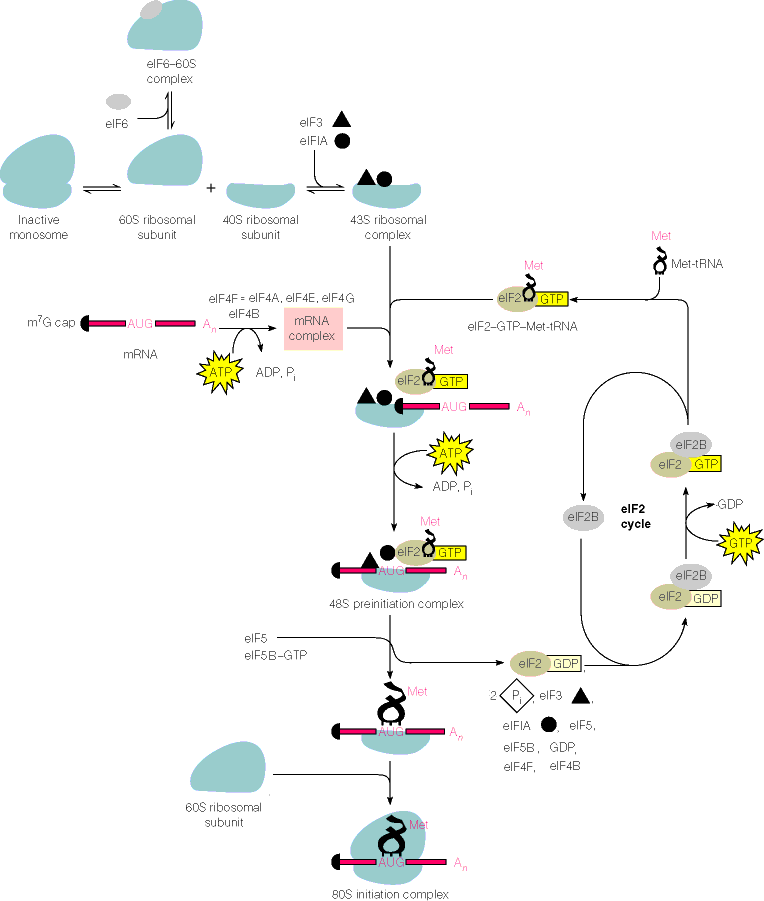 eIF6–60S
complex
eIF6
eIF3
eIFIA
+
Inactive
monosome
60S ribosomal
subunit
40S ribosomal
subunit
43S ribosomal
complex
Met
Met-tRNA
Met
eIF2
GTP
eIF2–GTP–Met-tRNA
eIF4F = eIF4A, eIF4E, eIF4G
eIF4B
m⁷G cap
AUG
Aₙ
mRNA
mRNA
complex
ATP
ADP, Pᵢ
Met
eIF2
GTP
AUG
Aₙ
ATP
ADP, Pᵢ
eIF2B
eIF2
GTP
eIF2B
eIF2
cycle
GDP
GTP
Met
eIF2
GTP
AUG
Aₙ
48S preinitiation complex
eIF2B
eIF2
GDP
eIF5
eIF5B–GTP
eIF2
GDP,
2 Pᵢ, eIF3 ,
eIFIA , eIF5,
eIF5B, GDP,
eIF4F, eIF4B
Met
AUG
Aₙ
60S ribosomal
subunit
Met
AUG
Aₙ
80S initiation complex